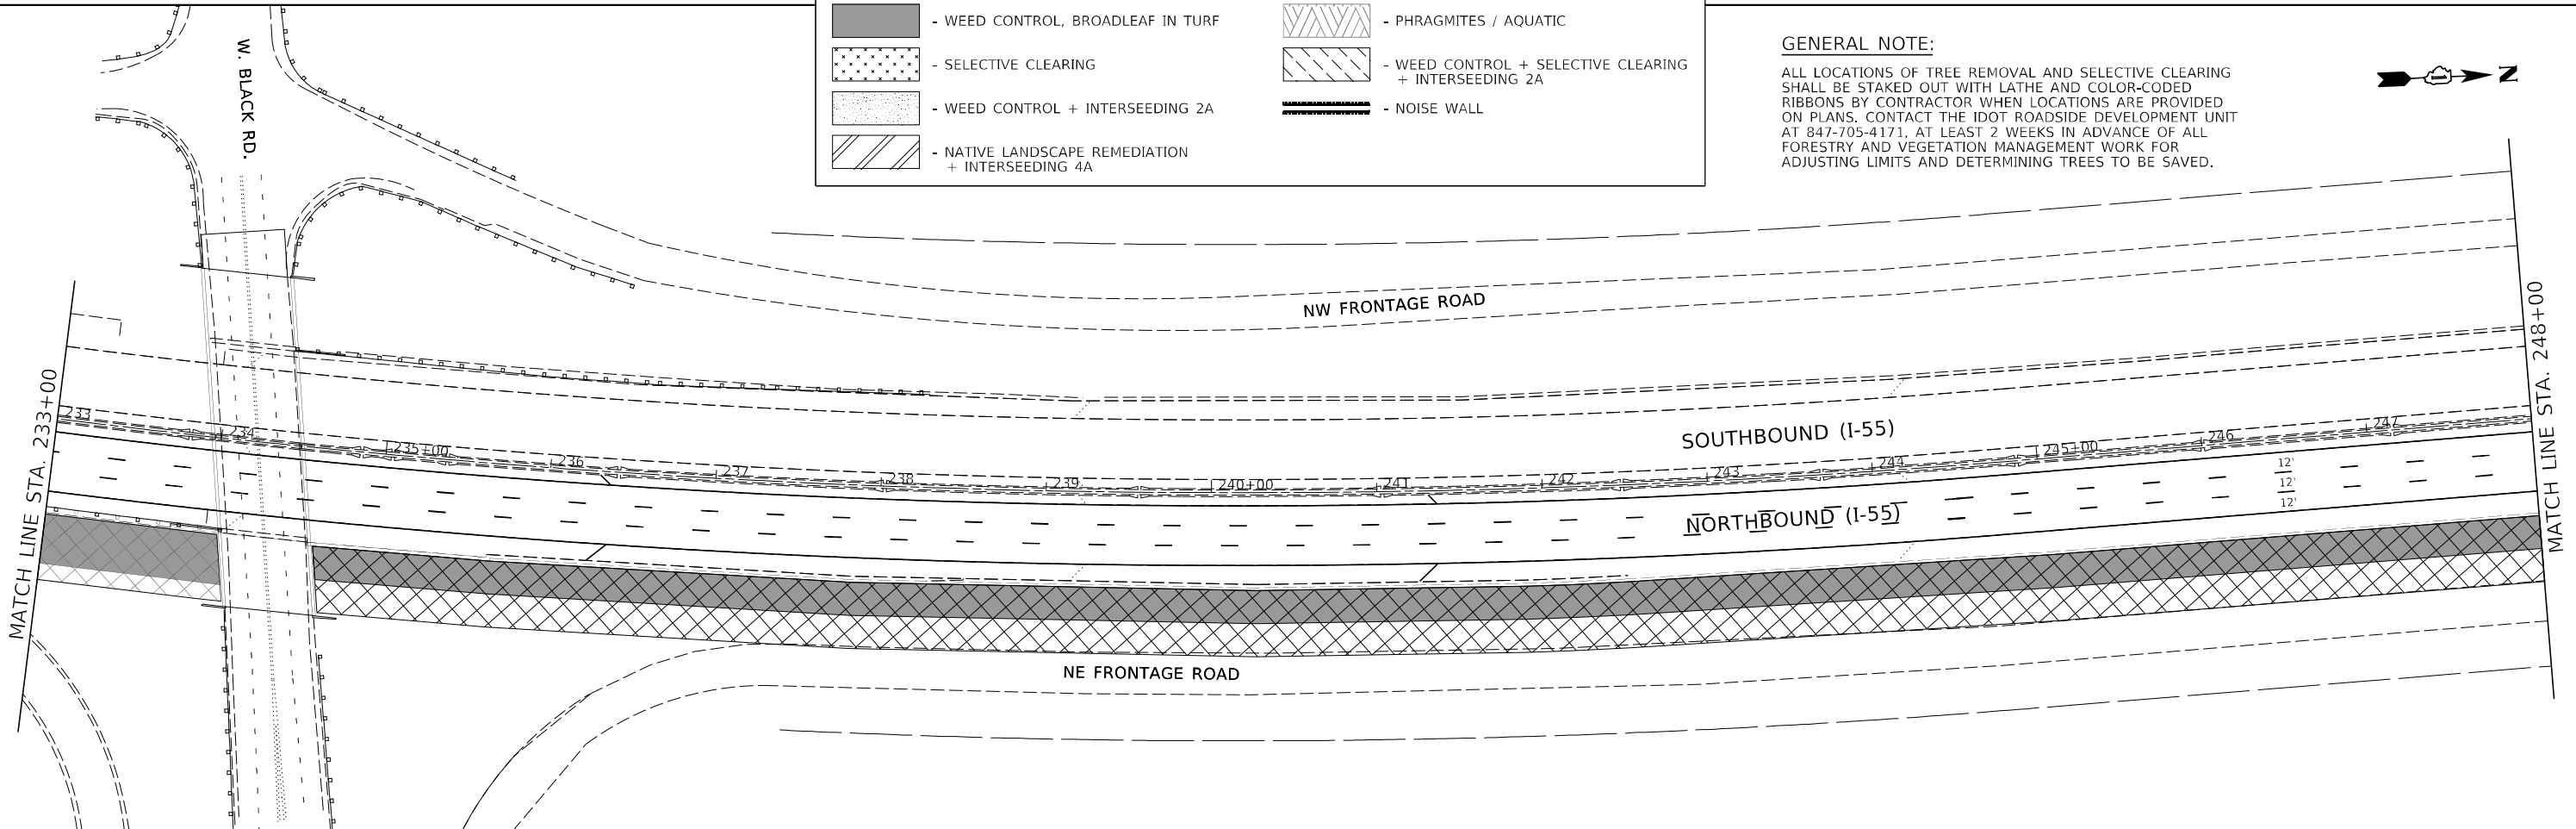 - WEED CONTROL, BROADLEAF IN TURF
- SELECTIVE CLEARING
- WEED CONTROL + INTERSEEDING 2A
- NATIVE LANDSCAPE REMEDIATION
+ INTERSEEDING 4A
- PHRAGMITES / AQUATIC
- WEED CONTROL + SELECTIVE CLEARING
+ INTERSEEDING 2A
- NOISE WALL
GENERAL NOTE:
ALL LOCATIONS OF TREE REMOVAL AND SELECTIVE CLEARING
SHALL BE STAKED OUT WITH LATHE AND COLOR-CODED
RIBBONS BY CONTRACTOR WHEN LOCATIONS ARE PROVIDED
ON PLANS. CONTACT THE IDOT ROADSIDE DEVELOPMENT UNIT
AT 847-705-4171, AT LEAST 2 WEEKS IN ADVANCE OF ALL
FORESTRY AND VEGETATION MANAGEMENT WORK FOR
ADJUSTING LIMITS AND DETERMINING TREES TO BE SAVED.
N
W. BLACK RD.
NW FRONTAGE ROAD
MATCH LINE STA. 233+00
MATCH LINE STA. 248+00
SOUTHBOUND (I-55)
233
234
235+00
236
237
238
239
240+00
241
242
243
244
245+00
246
247
12'
12'
12'
NORTHBOUND (I-55)
NE FRONTAGE ROAD